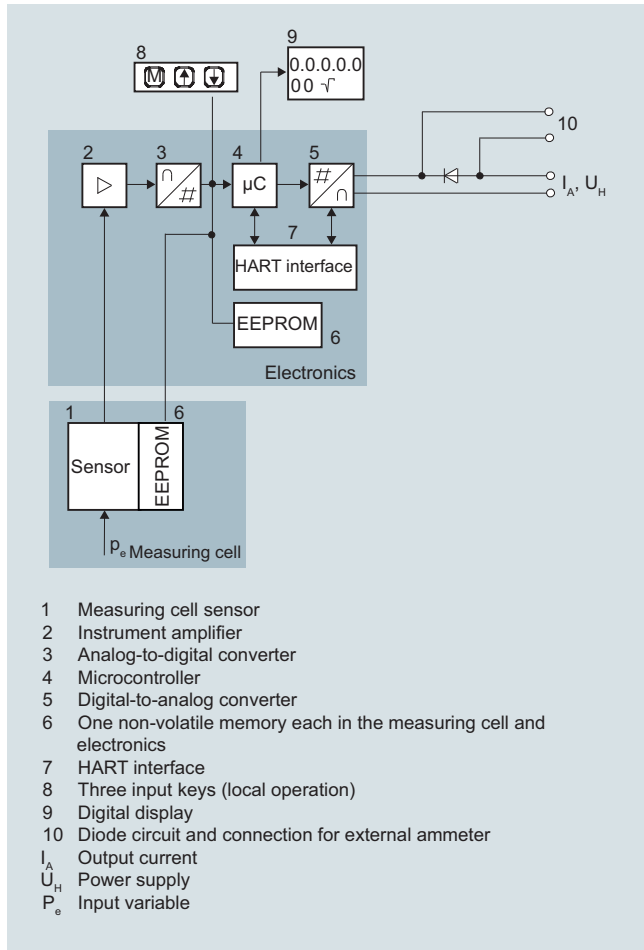 8
M
9
0.0.0.0.0
00 √
10
2
3
4
5
∩
#
µC
#
∩
I_A, U_H
7
HART interface
EEPROM
6
Electronics
1
6
Sensor
EEPROM
p_e Measuring cell
1 Measuring cell sensor
2 Instrument amplifier
3 Analog-to-digital converter
4 Microcontroller
5 Digital-to-analog converter
6 One non-volatile memory each in the measuring cell and
electronics
7 HART interface
8 Three input keys (local operation)
9 Digital display
10 Diode circuit and connection for external ammeter
I_A Output current
U_H Power supply
P_e Input variable